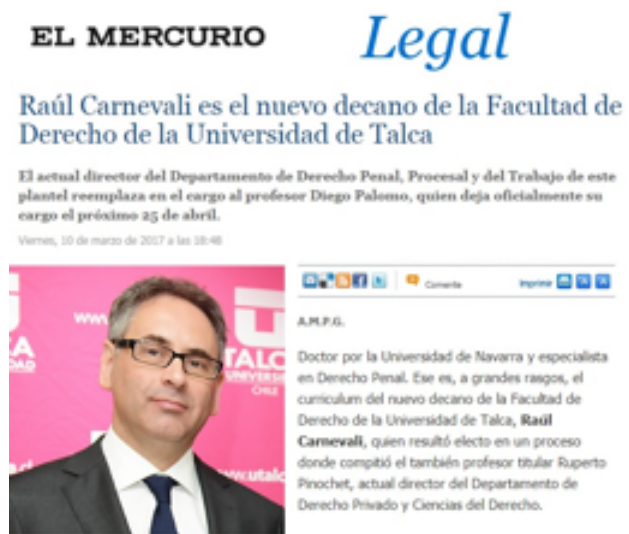 EL MERCURIO Legal
Raúl Carnevali es el nuevo decano de la Facultad de
Derecho de la Universidad de Talca
El actual director del Departamento de Derecho Penal, Procesal y del Trabajo de este
plantel reemplaza en el cargo al profesor Diego Palomo, quien deja oficialmente su
cargo el próximo 25 de abril.
Viernes, 10 de marzo de 2017 a las 18:48
Comenta Imprimir
A.M.P.G.
Doctor por la Universidad de Navarra y especialista
en Derecho Penal. Ese es, a grandes rasgos, el
curriculum del nuevo decano de la Facultad de
Derecho de la Universidad de Talca, Raúl
Carnevali, quien resultó electo en un proceso
donde compitió el también profesor titular Ruperto
Pinochet, actual director del Departamento de
Derecho Privado y Ciencias del Derecho.
www
TALCA
UNIVERSIDAD
CHILE
www.utalc